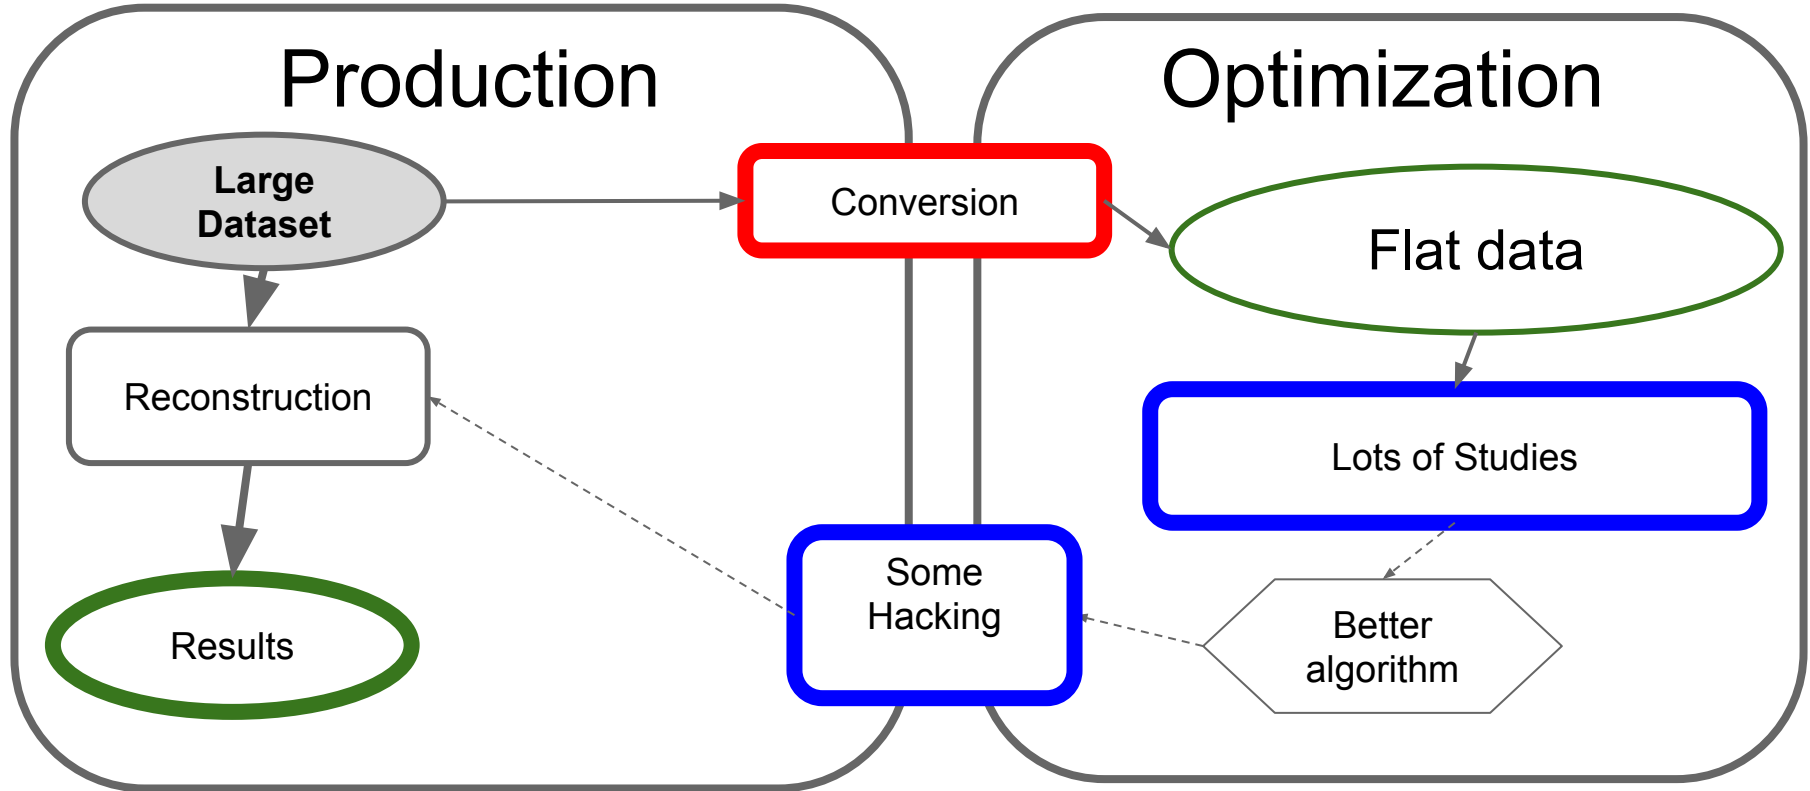 Production
Optimization
Large
Dataset
Conversion
Flat data
Reconstruction
Lots of Studies
Some
Hacking
Better
algorithm
Results